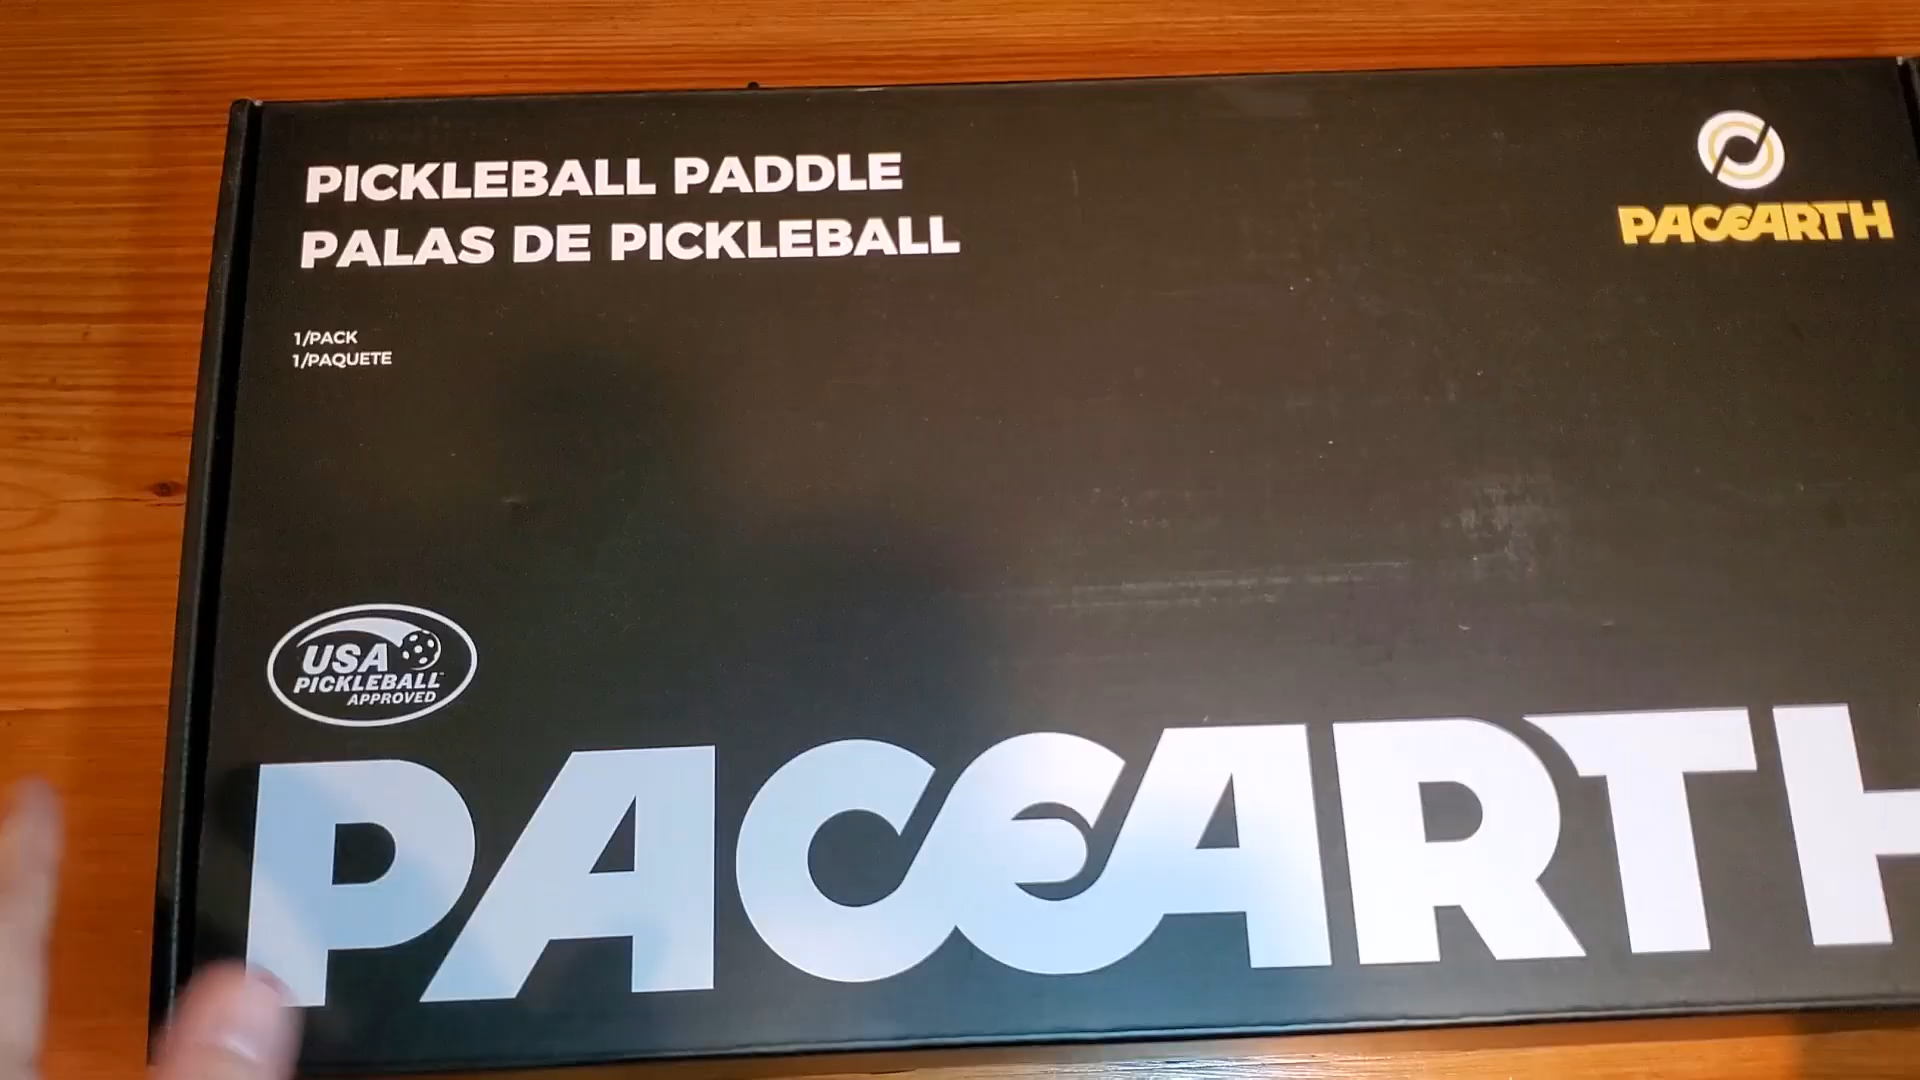 PICKLEBALL PADDLE
PALAS DE PICKLEBALL
PACEARTH
1/PACK
1/PAQUETE
USA
PICKLEBALL
APPROVED
PACEARTH